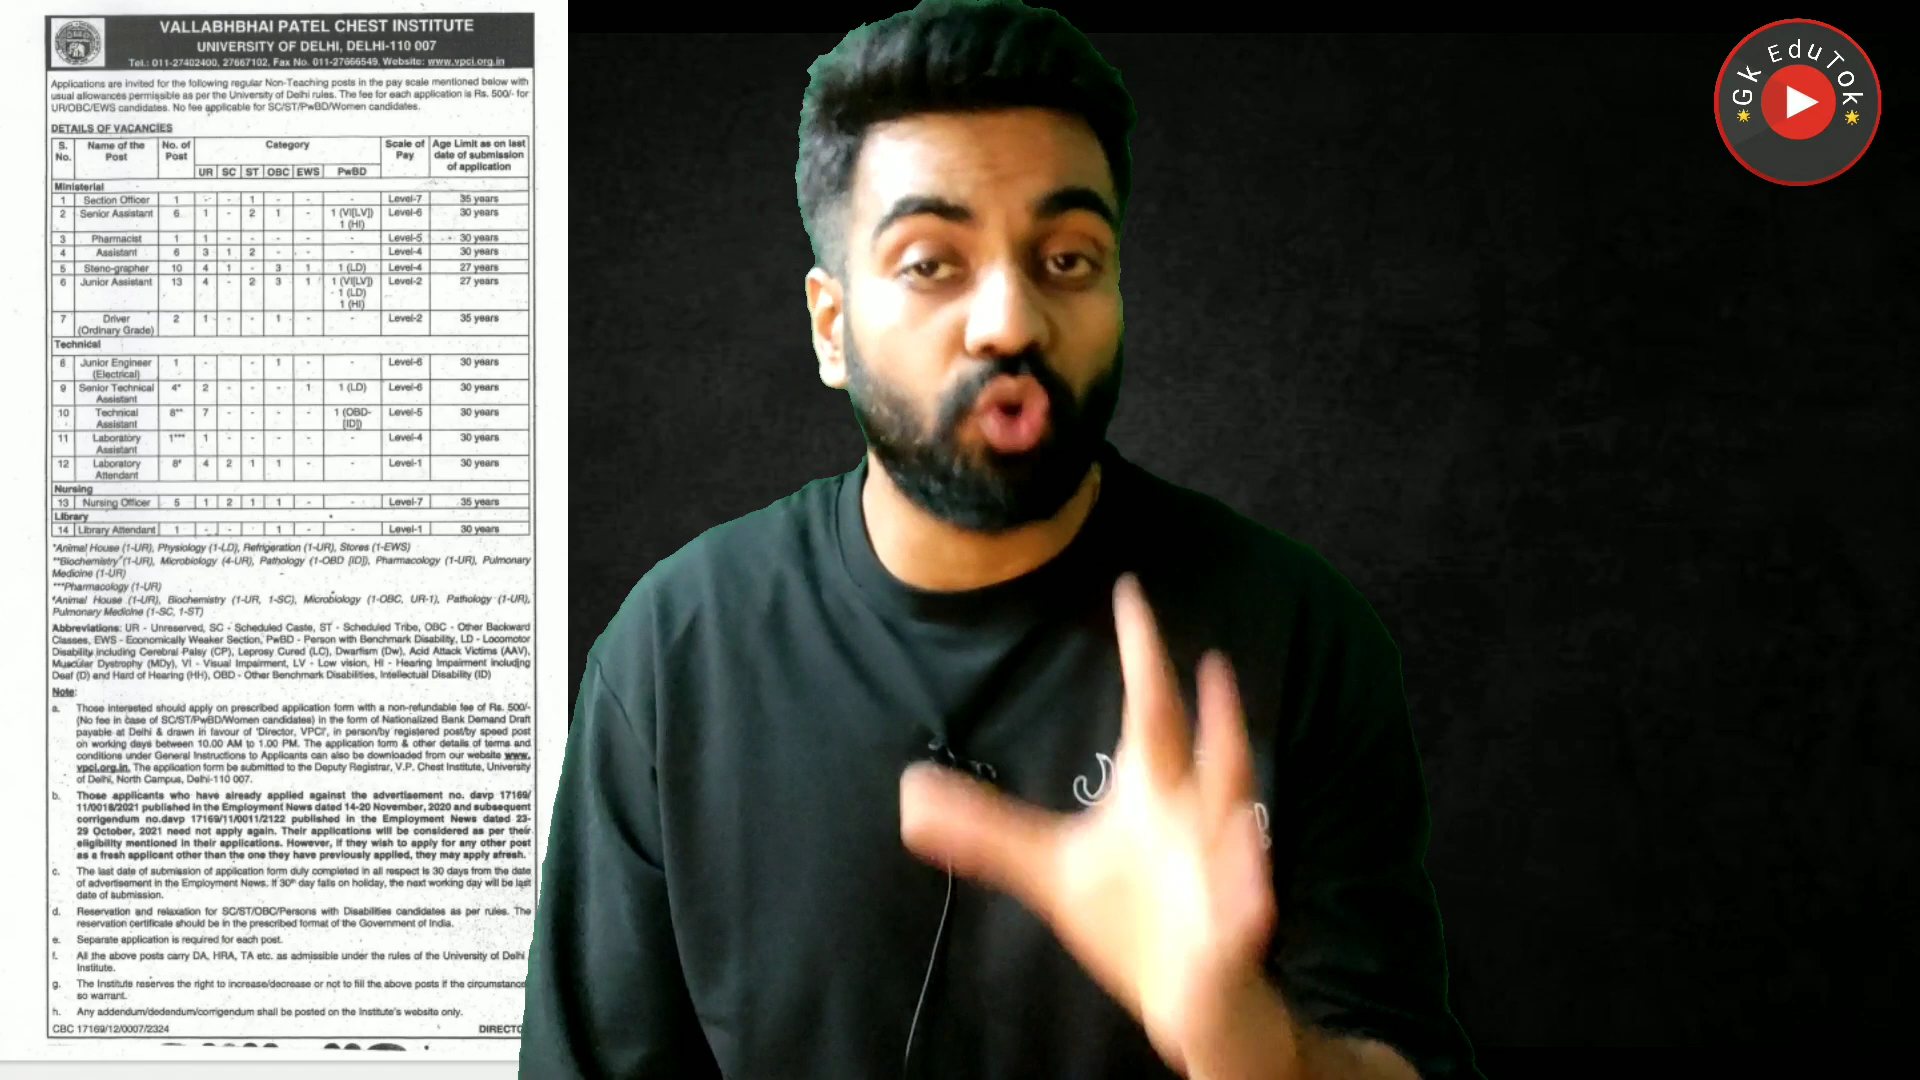 VALLABHBHAI PATEL CHEST INSTITUTE
UNIVERSITY OF DELHI, DELHI-110 007
Tel.: 011-27402400, 27667102, Fax No. 011-27666549, Website: www.vpci.org.in
Applications are invited for the following regular Non-Teaching posts in the pay scale mentioned below with
usual allowances permissible as per the University of Delhi rules. The fee for each application is Rs. 500/- for
UR/OBC/EWS candidates. No fee applicable for SC/ST/PwBD/Women candidates.
DETAILS OF VACANCIES
S. No. Name of the Post No. of Post Category Scale of Pay Age Limit as on last date of submission of application
UR SC ST OBC EWS PwBD
Ministerial
1 Section Officer 1 - - 1 - - - Level-7 35 years
2 Senior Assistant 6 1 - 2 1 - 1 (VI[LV]) 1 (HI) Level-6 30 years
3 Pharmacist 1 1 - - - - - Level-5 30 years
4 Assistant 6 3 1 2 - - - Level-4 30 years
5 Steno-grapher 10 4 1 - 3 1 1 (LD) Level-4 27 years
6 Junior Assistant 13 4 - 2 3 1 1 (VI[LV]) 1 (LD) 1 (HI) Level-2 27 years
7 Driver (Ordinary Grade) 2 1 - - 1 - - Level-2 35 years
Technical
8 Junior Engineer (Electrical) 1 - - - 1 - - Level-6 30 years
9 Senior Technical Assistant 4* 2 - - - 1 1 (LD) Level-6 30 years
10 Technical Assistant 8** 7 - - - - 1 (OBD-[ID]) Level-5 30 years
11 Laboratory Assistant 1*** 1 - - - - - Level-4 30 years
12 Laboratory Attendant 8# 4 2 1 1 - - Level-1 30 years
Nursing
13 Nursing Officer 5 1 2 1 1 - - Level-7 35 years
Library
14 Library Attendant 1 - - - 1 - - Level-1 30 years
*Animal House (1-UR), Physiology (1-LD), Refrigeration (1-UR), Stores (1-EWS)
**Biochemistry (1-UR), Microbiology (4-UR), Pathology (1-OBD [ID]), Pharmacology (1-UR), Pulmonary
Medicine (1-UR)
***Pharmacology (1-UR)
#Animal House (1-UR), Biochemistry (1-UR, 1-SC), Microbiology (1-OBC, UR-1), Pathology (1-UR),
Pulmonary Medicine (1-SC, 1-ST)
Abbreviations: UR - Unreserved, SC - Scheduled Caste, ST - Scheduled Tribe, OBC - Other Backward
Classes, EWS - Economically Weaker Section, PwBD - Person with Benchmark Disability, LD - Locomotor
Disability including Cerebral Palsy (CP), Leprosy Cured (LC), Dwarfism (Dw), Acid Attack Victims (AAV),
Muscular Dystrophy (MDy), VI - Visual Impairment, LV - Low vision, HI - Hearing Impairment including
Deaf (D) and Hard of Hearing (HH), OBD - Other Benchmark Disabilities, Intellectual Disability (ID)
Note:
a. Those interested should apply on prescribed application form with a non-refundable fee of Rs. 500/-
(No fee in case of SC/ST/PwBD/Women candidates) in the form of Nationalized Bank Demand Draft
payable at Delhi & drawn in favour of 'Director, VPCI', in person/by registered post/by speed post
on working days between 10.00 AM to 1.00 PM. The application form & other details of terms and
conditions under General Instructions to Applicants can also be downloaded from our website www.
vpci.org.in. The application form be submitted to the Deputy Registrar, V.P. Chest Institute, University
of Delhi, North Campus, Delhi-110 007.
b. Those applicants who have already applied against the advertisement no. davp 17169/
11/0018/2021 published in the Employment News dated 14-20 November, 2020 and subsequent
corrigendum no.davp 17169/11/0011/2122 published in the Employment News dated 23-
29 October, 2021 need not apply again. Their applications will be considered as per their
eligibility mentioned in their applications. However, if they wish to apply for any other post
as a fresh applicant other than the one they have previously applied, they may apply afresh.
c. The last date of submission of application form duly completed in all respect is 30 days from the date
of advertisement in the Employment News. If 30th day falls on holiday, the next working day will be last
date of submission.
d. Reservation and relaxation for SC/ST/OBC/Persons with Disabilities candidates as per rules. The
reservation certificate should be in the prescribed format of the Government of India.
e. Separate application is required for each post.
f. All the above posts carry DA, HRA, TA etc. as admissible under the rules of the University of Delhi
Institute.
g. The Institute reserves the right to increase/decrease or not to fill the above posts if the circumstance
so warrant.
h. Any addendum/dedendum/corrigendum shall be posted on the Institute's website only.
CBC 17169/12/0007/2324 DIRECTO
Gk EduTok